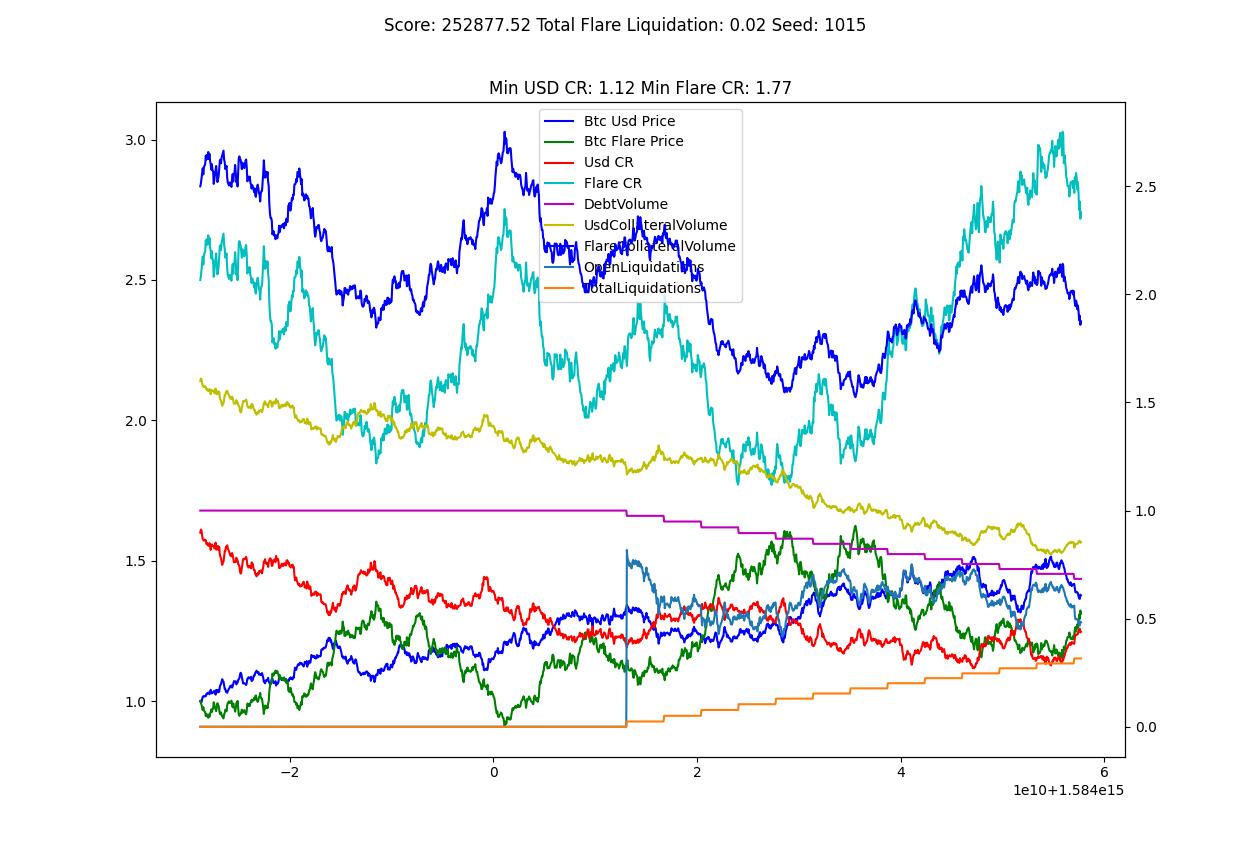 Score: 252877.52 Total Flare Liquidation: 0.02 Seed: 1015
Min USD CR: 1.12 Min Flare CR: 1.77
Btc Usd Price
Btc Flare Price
Usd CR
Flare CR
DebtVolume
UsdCollateralVolume
FlareCollateralVolume
OpenLiquidations
TotalLiquidations
3.0
2.5
2.0
1.5
1.0
2.5
2.0
1.5
1.0
0.5
0.0
−2
0
2
4
6
1e10+1.584e15